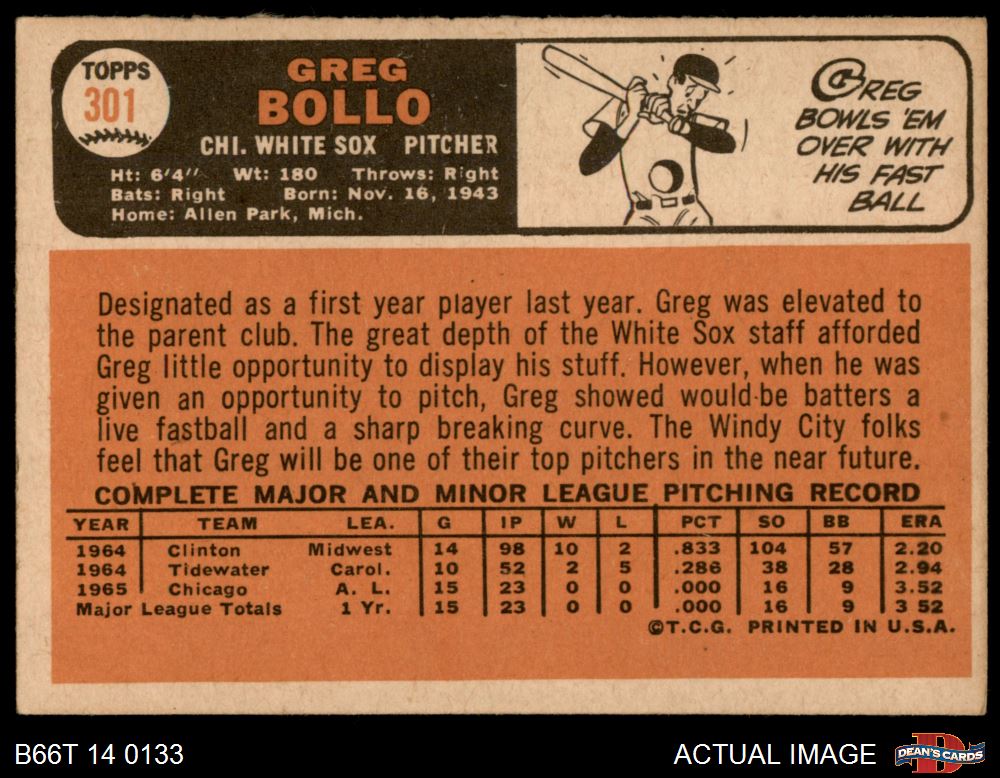 TOPPS
301
GREG
BOLLO
CHI. WHITE SOX PITCHER
Ht: 6'4" Wt: 180 Throws: Right
Bats: Right Born: Nov. 16, 1943
Home: Allen Park, Mich.
GREG
BOWLS 'EM
OVER WITH
HIS FAST
BALL
Designated as a first year player last year. Greg was elevated to
the parent club. The great depth of the White Sox staff afforded
Greg little opportunity to display his stuff. However, when he was
given an opportunity to pitch, Greg showed would-be batters a
live fastball and a sharp breaking curve. The Windy City folks
feel that Greg will be one of their top pitchers in the near future.
COMPLETE MAJOR AND MINOR LEAGUE PITCHING RECORD
YEAR TEAM LEA. G IP W L PCT SO BB ERA
1964 Clinton Midwest 14 98 10 2 .833 104 57 2.20
1964 Tidewater Carol. 10 52 2 5 .286 38 28 2.94
1965 Chicago A. L. 15 23 0 0 .000 16 9 3.52
Major League Totals 1 Yr. 15 23 0 0 .000 16 9 3 52
©T.C.G. PRINTED IN U.S.A.
B66T 14 0133
ACTUAL IMAGE
D
DEAN'S CARDS